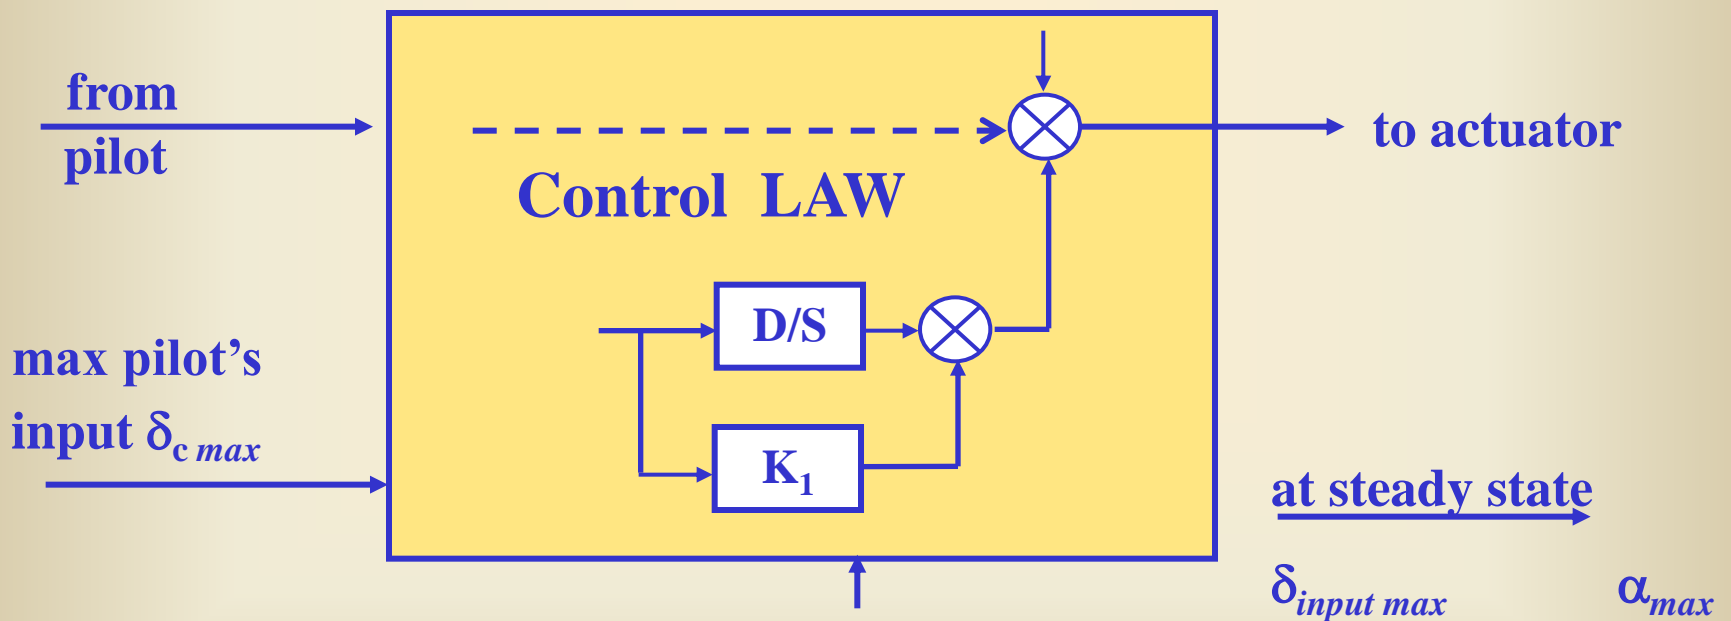 from
pilot
to actuator
Control LAW
D/S
max pilot's
input δc max
K1
at steady state
δinput max αmax